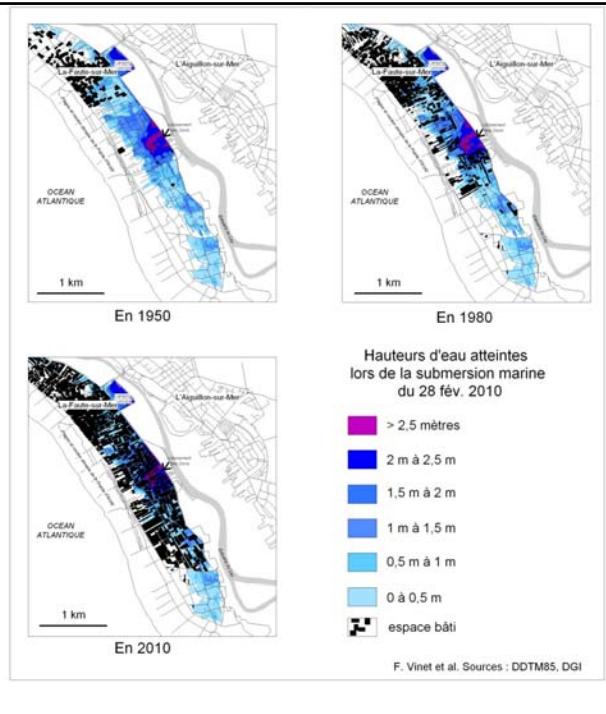 La-Faute-sur-Mer
L'Aiguillon-sur-Mer
OCEAN
ATLANTIQUE
1 km
En 1950
La-Faute-sur-Mer
L'Aiguillon-sur-Mer
OCEAN
ATLANTIQUE
1 km
En 1980
La-Faute-sur-Mer
L'Aiguillon-sur-Mer
OCEAN
ATLANTIQUE
1 km
En 2010
Hauteurs d'eau atteintes
lors de la submersion marine
du 28 fév. 2010
> 2,5 mètres
2 m à 2,5 m
1,5 m à 2 m
1 m à 1,5 m
0,5 m à 1 m
0 à 0,5 m
espace bâti
F. Vinet et al. Sources : DDTM85, DGI